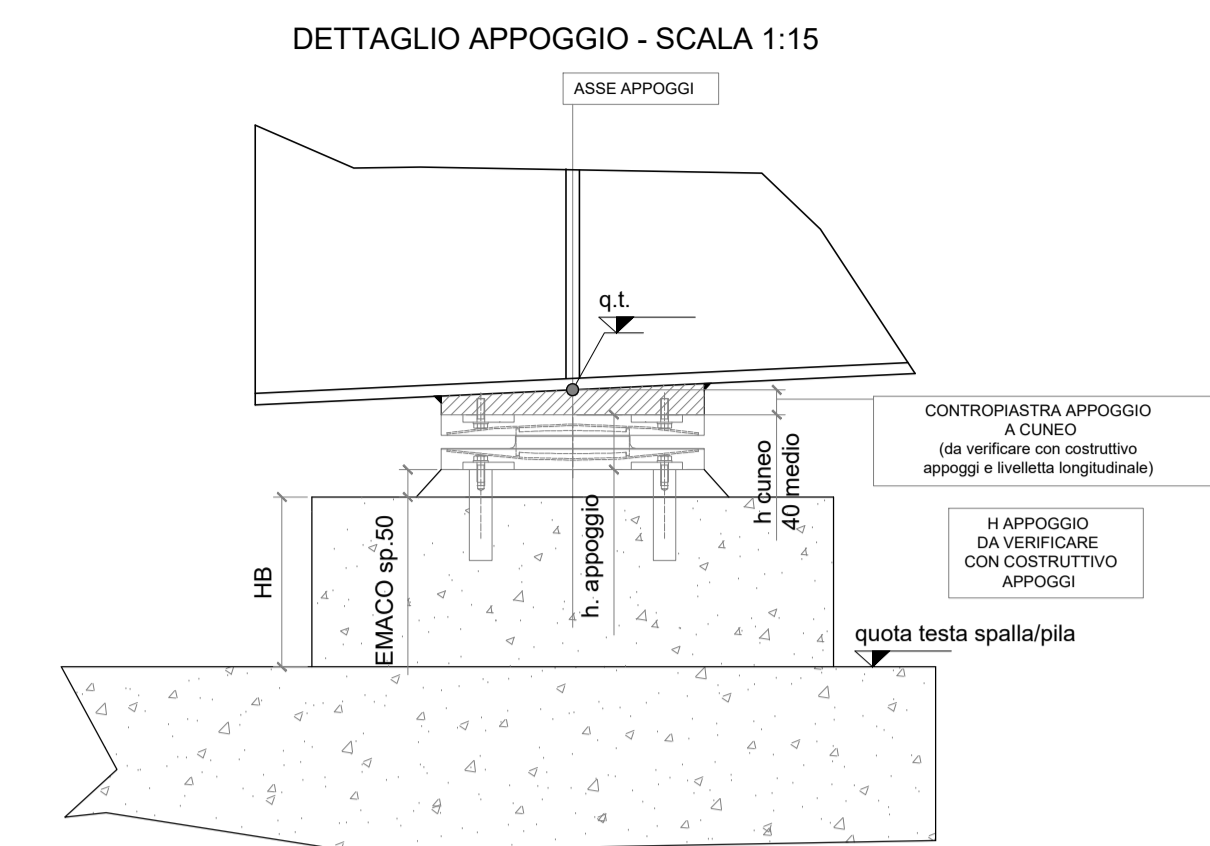 DETTAGLIO APPOGGIO - SCALA 1:15
ASSE APPOGGI
q.t.
CONTROPIASTRA APPOGGIO
A CUNEO
(da verificare con costruttivo
appoggi e livelletta longitudinale)
h cuneo
40 medio
H APPOGGIO
DA VERIFICARE
CON COSTRUTTIVO
APPOGGI
h. appoggio
EMACO sp.50
HB
quota testa spalla/pila